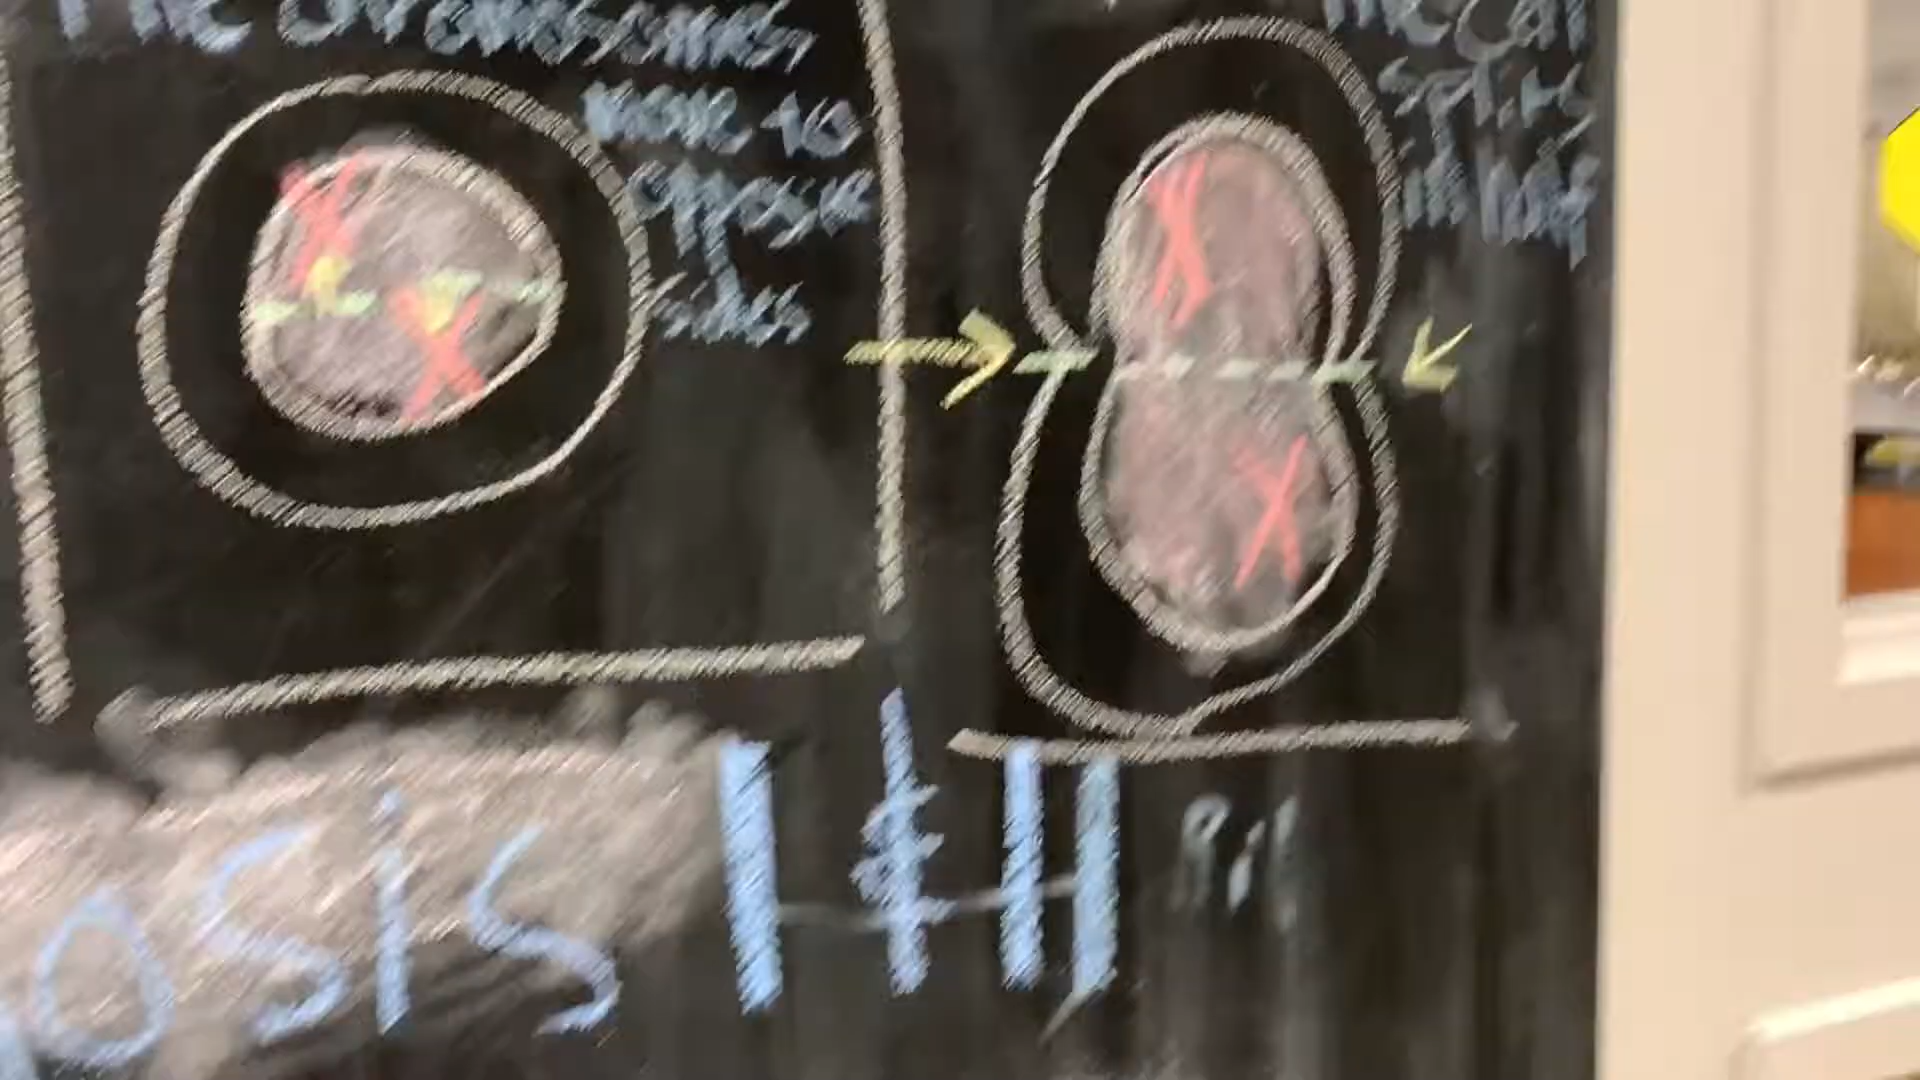 The chromosomes
move to
opposite
sides
The cell
splits
in half
osis I & II